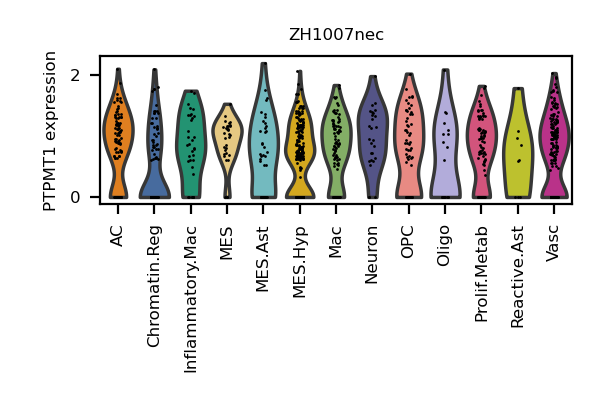 ZH1007nec
PTPMT1 expression
2
0
AC
Chromatin.Reg
Inflammatory.Mac
MES
MES.Ast
MES.Hyp
Mac
Neuron
OPC
Oligo
Prolif.Metab
Reactive.Ast
Vasc